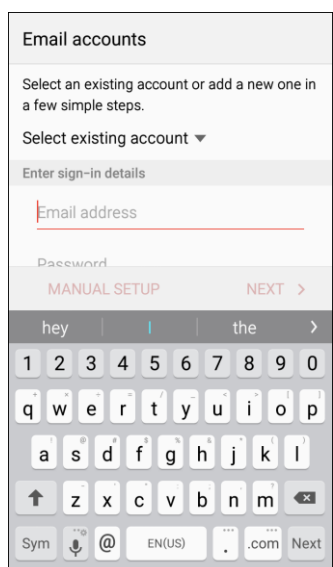 Email accounts
Select an existing account or add a new one in
a few simple steps.
Select existing account
Enter sign-in details
Email address
Password
MANUAL SETUP NEXT >
hey I the >
1 2 3 4 5 6 7 8 9 0
q w e r t y u i o p
a s d f g h j k l
z x c v b n m
Sym @ EN(US) . .com Next